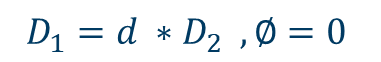 D₁ = d * D₂ ,∅ = 0